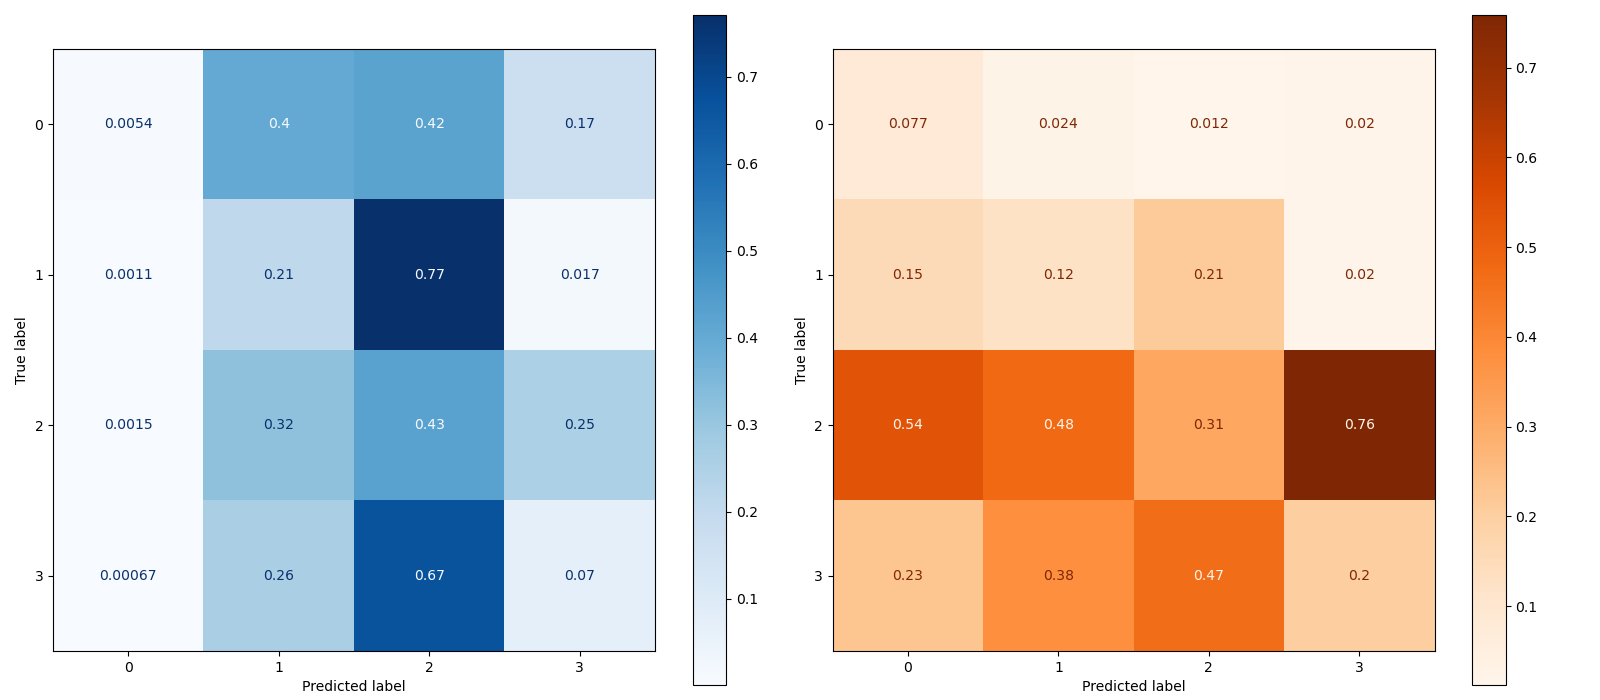 0 0.0054 0.4 0.42 0.17
1 0.0011 0.21 0.77 0.017
2 0.0015 0.32 0.43 0.25
3 0.00067 0.26 0.67 0.07
0 1 2 3
True label
Predicted label
0.7
0.6
0.5
0.4
0.3
0.2
0.1
0 0.077 0.024 0.012 0.02
1 0.15 0.12 0.21 0.02
2 0.54 0.48 0.31 0.76
3 0.23 0.38 0.47 0.2
0 1 2 3
True label
Predicted label
0.7
0.6
0.5
0.4
0.3
0.2
0.1